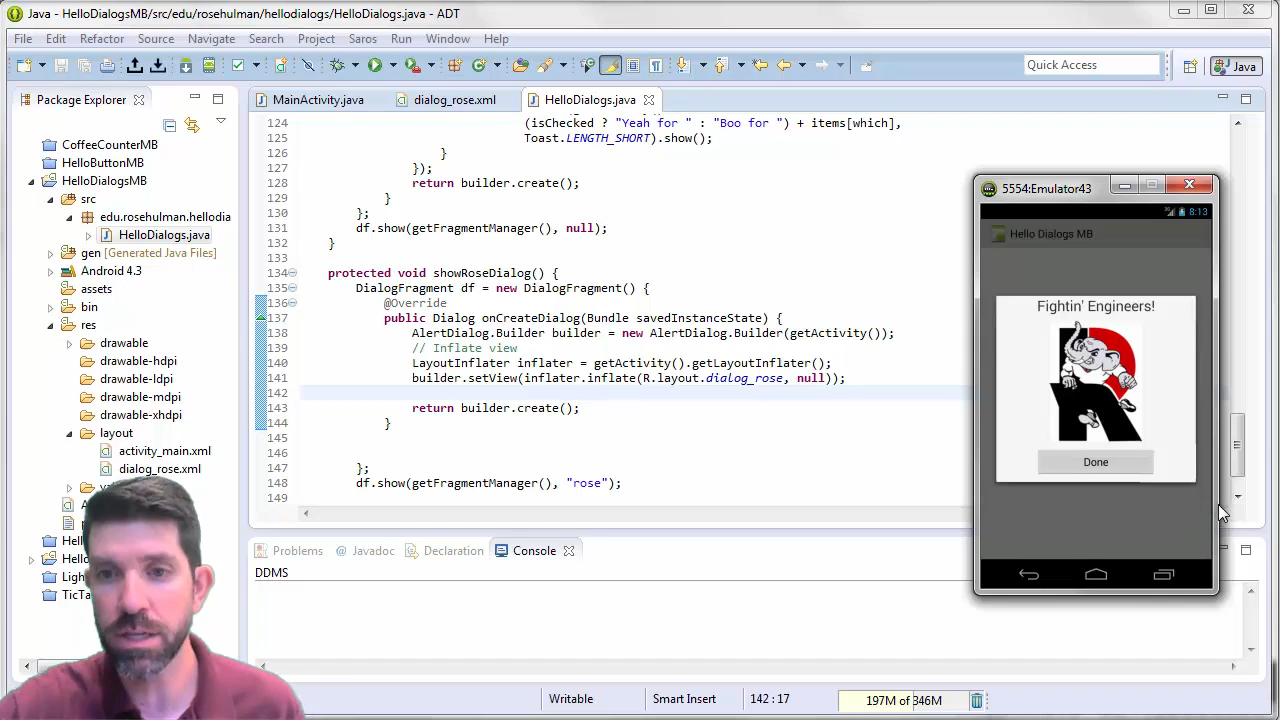 Java - HelloDialogsMB/src/edu/rosehulman/hellodialogs/HelloDialogs.java - ADT
File Edit Refactor Source Navigate Search Project Saros Run Window Help
Quick Access
Java
Package Explorer
CoffeeCounterMB
HelloButtonMB
HelloDialogsMB
src
edu.rosehulman.hellodia
HelloDialogs.java
gen [Generated Java Files]
Android 4.3
assets
bin
res
drawable
drawable-hdpi
drawable-ldpi
drawable-mdpi
drawable-xhdpi
layout
activity_main.xml
dialog_rose.xml
MainActivity.java dialog_rose.xml HelloDialogs.java
124 (isChecked ? "Yeah for " : "Boo for ") + items[which],
125 Toast.LENGTH_SHORT).show();
126 }
127 });
128 return builder.create();
129 }
130 };
131 df.show(getFragmentManager(), null);
132 }
133
134 protected void showRoseDialog() {
135 DialogFragment df = new DialogFragment() {
136 @Override
137 public Dialog onCreateDialog(Bundle savedInstanceState) {
138 AlertDialog.Builder builder = new AlertDialog.Builder(getActivity());
139 // Inflate view
140 LayoutInflater inflater = getActivity().getLayoutInflater();
141 builder.setView(inflater.inflate(R.layout.dialog_rose, null));
142
143 return builder.create();
144 }
145
146
147 };
148 df.show(getFragmentManager(), "rose");
149
5554:Emulator43
8:13
Hello Dialogs MB
Fightin' Engineers!
Done
Problems @ Javadoc Declaration Console
DDMS
Writable Smart Insert 142 : 17 197M of 346M